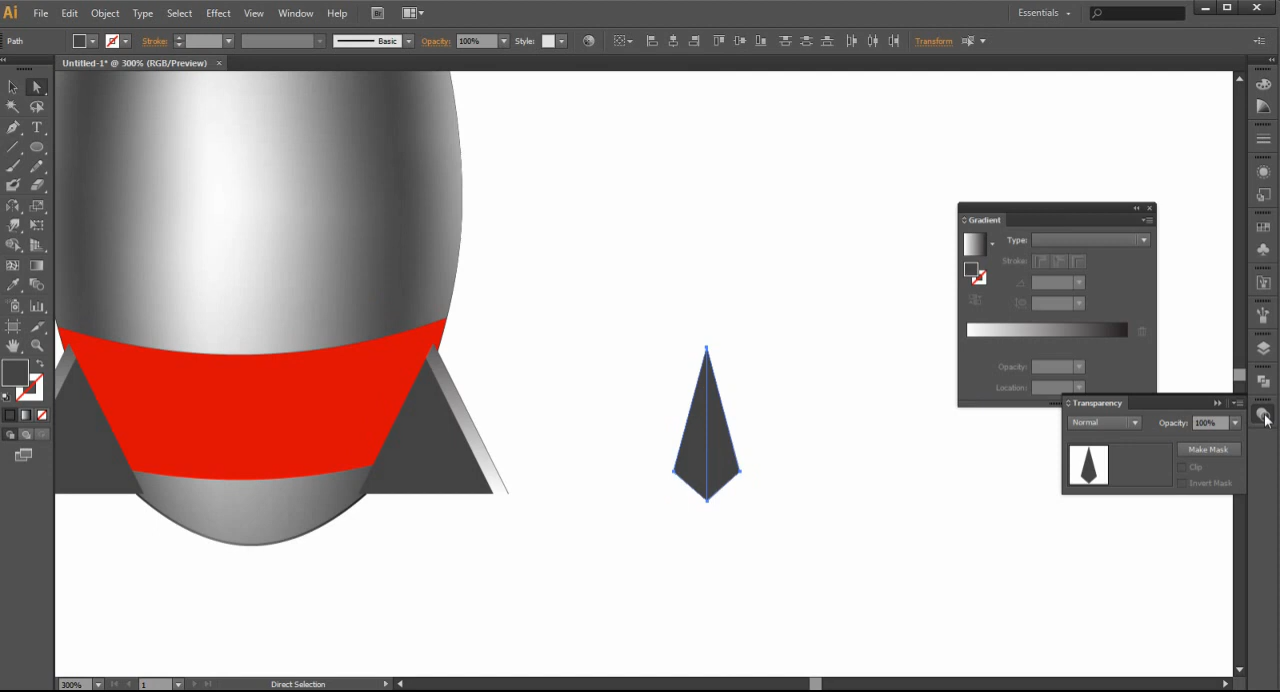 Ai File Edit Object Type Select Effect View Window Help Br Essentials
Path Stroke: Basic Opacity: 100% Style: Transform
Untitled-1* @ 300% (RGB/Preview) ×
Gradient
Type:
Stroke:
Opacity:
Location:
Transparency
Normal Opacity: 100%
Make Mask
Clip
Invert Mask
300% 1 Direct Selection